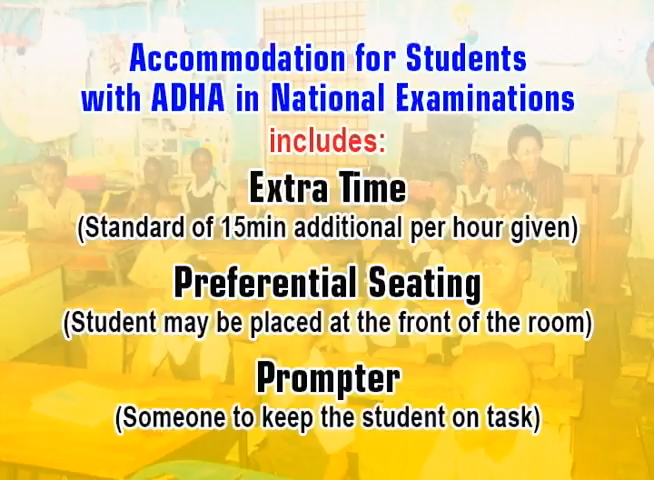 Accommodation for Students
with ADHA in National Examinations
includes:
Extra Time
(Standard of 15min additional per hour given)
Preferential Seating
(Student may be placed at the front of the room)
Prompter
(Someone to keep the student on task)